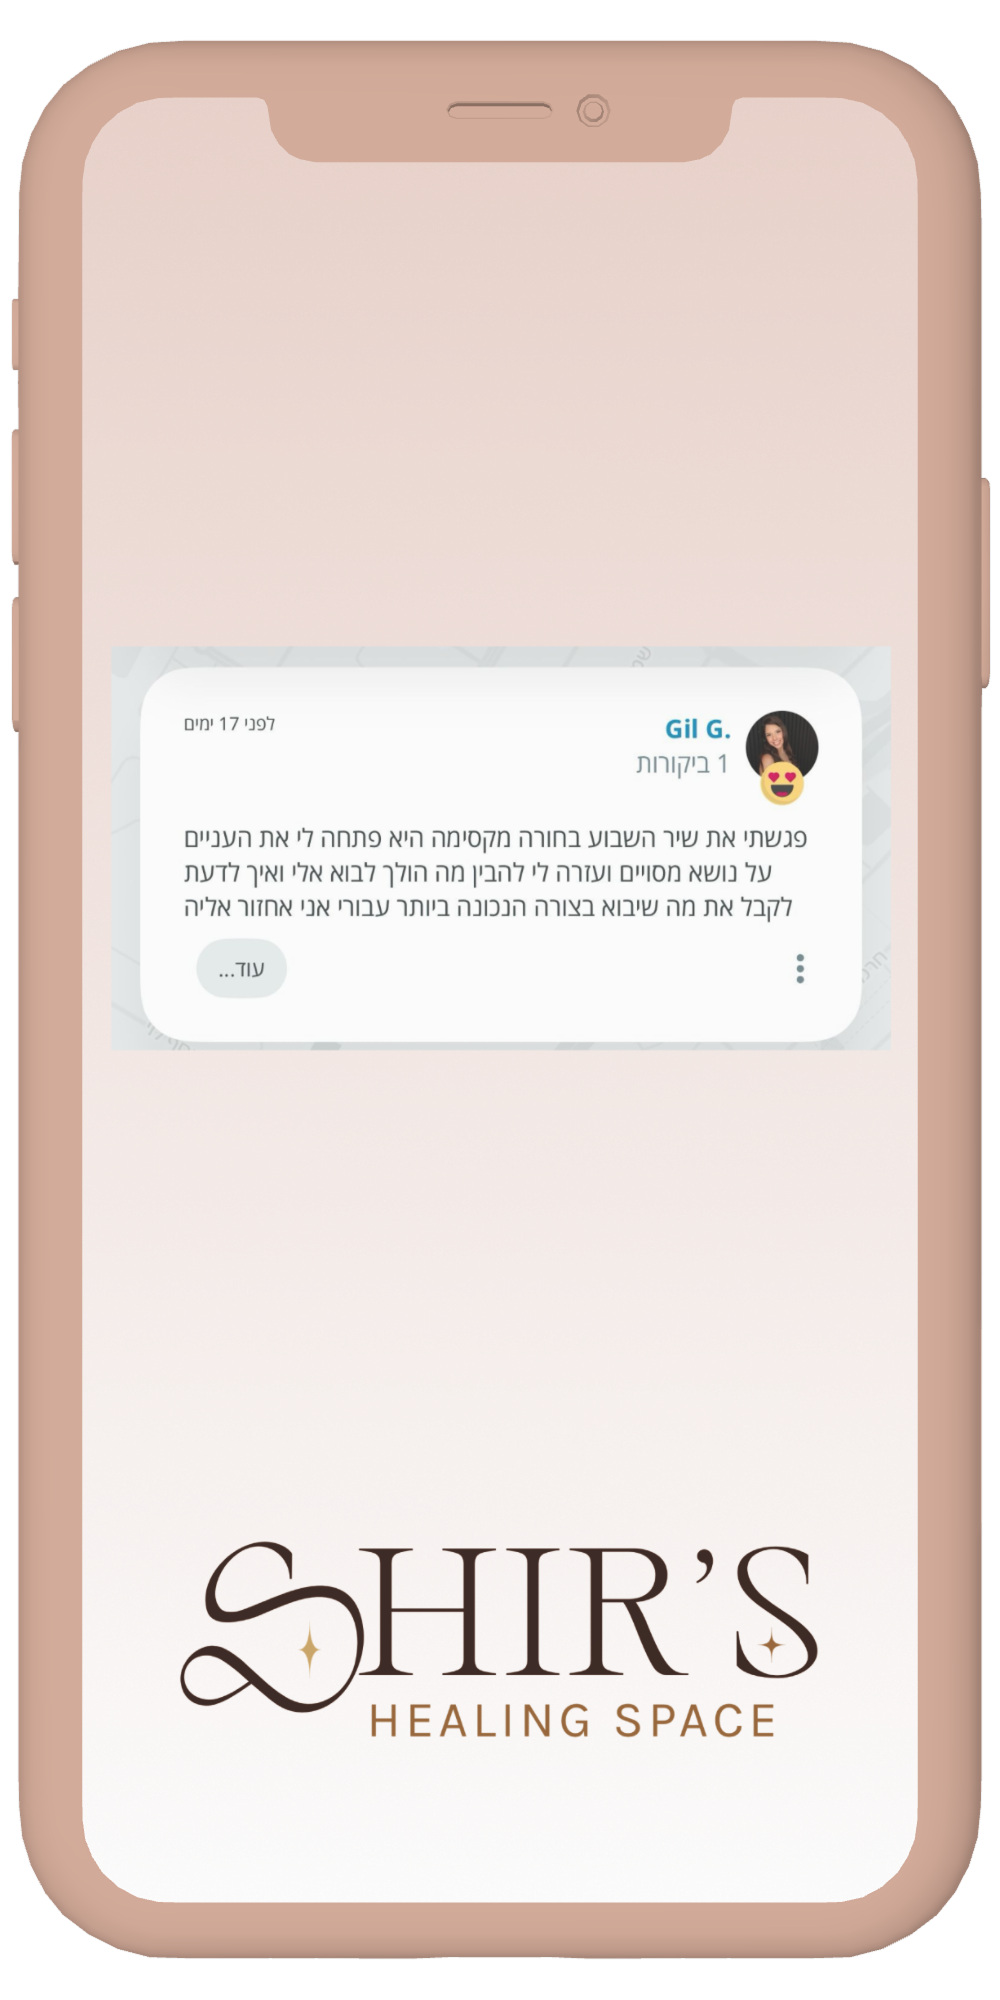 Gil G.
לפני 17 ימים
1 ביקורות
פגשתי את שיר השבוע בחורה מקסימה היא פתחה לי את העניים
על נושא מסויים ועזרה לי להבין מה הולך לבוא אלי ואיך לדעת
לקבל את מה שיבוא בצורה הנכונה ביותר עבורי אני אחזור אליה
עוד...
SHIR'S
HEALING SPACE